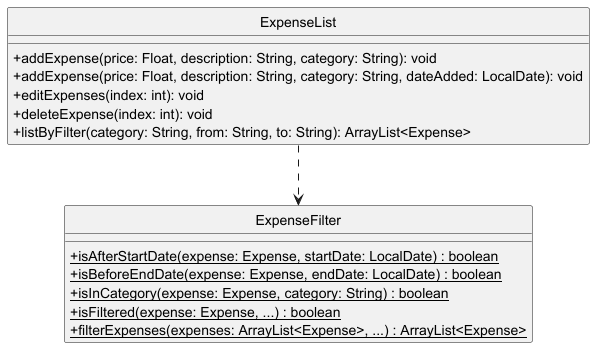 ExpenseList
+addExpense(price: Float, description: String, category: String): void
+addExpense(price: Float, description: String, category: String, dateAdded: LocalDate): void
+editExpenses(index: int): void
+deleteExpense(index: int): void
+listByFilter(category: String, from: String, to: String): ArrayList<Expense>
ExpenseFilter
+isAfterStartDate(expense: Expense, startDate: LocalDate) : boolean
+isBeforeEndDate(expense: Expense, endDate: LocalDate) : boolean
+isInCategory(expense: Expense, category: String) : boolean
+isFiltered(expense: Expense, ...) : boolean
+filterExpenses(expenses: ArrayList<Expense>, ...) : ArrayList<Expense>